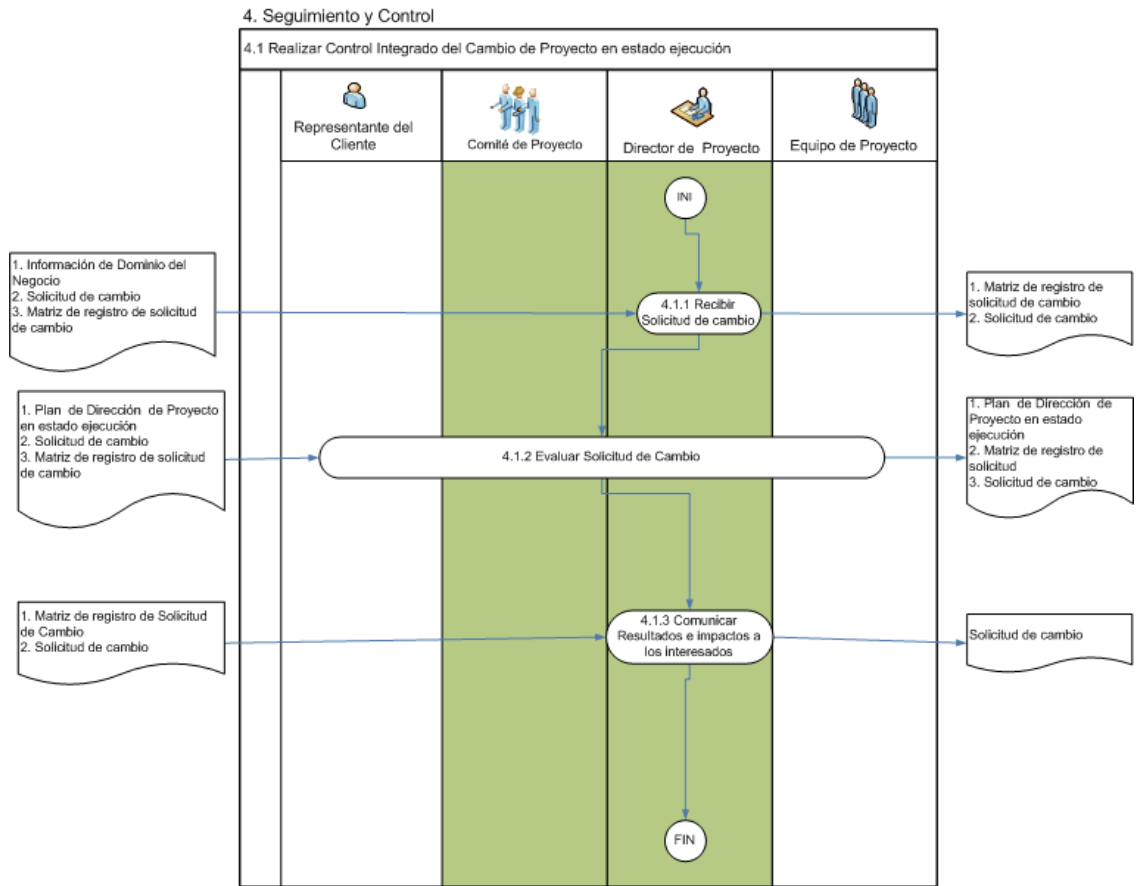 4. Seguimiento y Control
4.1 Realizar Control Integrado del Cambio de Proyecto en estado ejecución
Representante del
Cliente
Comité de Proyecto
Director de Proyecto
Equipo de Proyecto
INI
1. Información de Dominio del
Negocio
2. Solicitud de cambio
3. Matriz de registro de solicitud
de cambio
4.1.1 Recibir
Solicitud de cambio
1. Matriz de registro de
solicitud de cambio
2. Solicitud de cambio
1. Plan de Dirección de Proyecto
en estado ejecución
2. Solicitud de cambio
3. Matriz de registro de solicitud
de cambio
4.1.2 Evaluar Solicitud de Cambio
1. Plan de Dirección de
Proyecto en estado
ejecución
2. Matriz de registro de
solicitud
3. Solicitud de cambio
1. Matriz de registro de Solicitud
de Cambio
2. Solicitud de cambio
4.1.3 Comunicar
Resultados e impactos a
los interesados
Solicitud de cambio
FIN